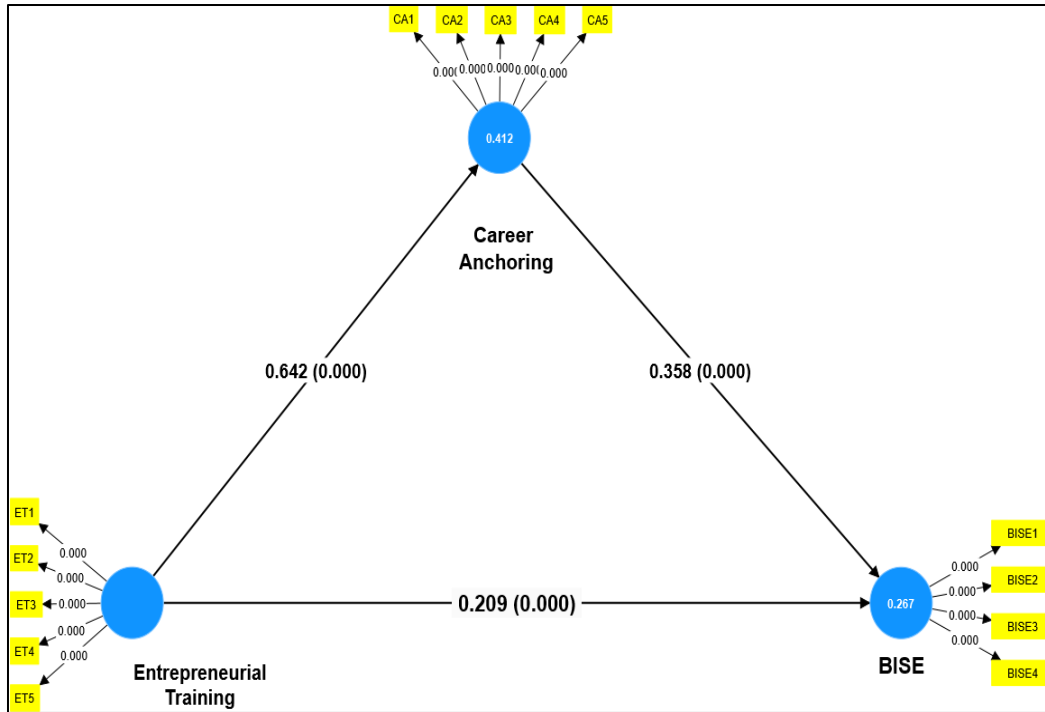 CA1 CA2 CA3 CA4 CA5
0.000 0.000 0.000 0.000
0.412
Career
Anchoring
0.642 (0.000)
0.358 (0.000)
ET1
ET2
ET3
ET4
ET5
0.000
0.000
0.000
0.000
0.000
0.209 (0.000)
Entrepreneurial
Training
0.267
BISE
0.000
0.000
0.000
0.000
BISE1
BISE2
BISE3
BISE4